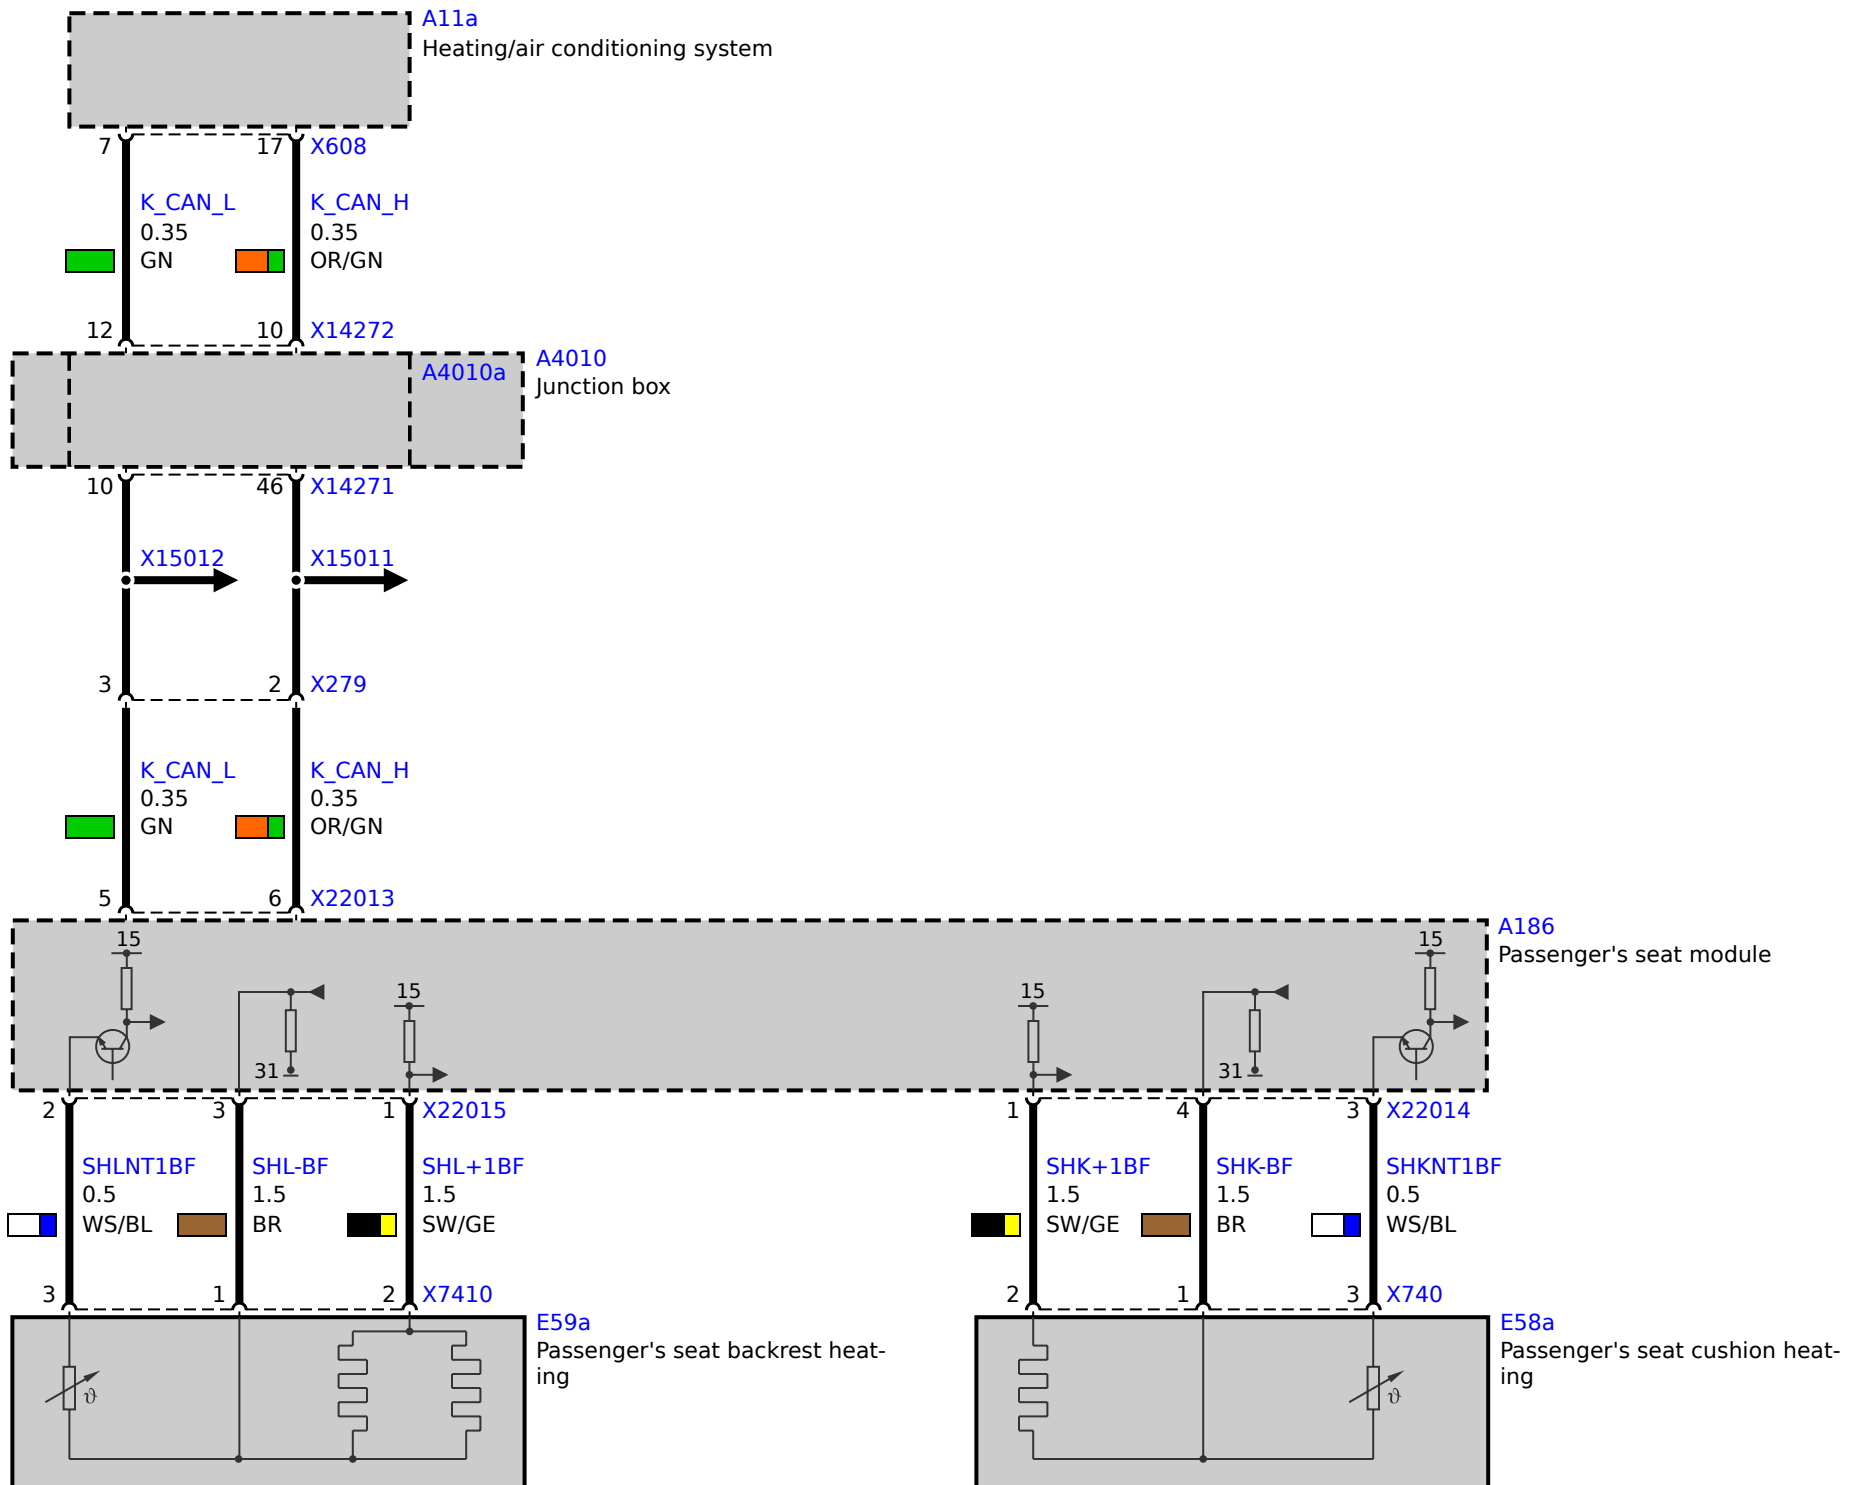 A11a
Heating/air conditioning system
7 17 X608
K_CAN_L K_CAN_H
0.35 0.35
GN OR/GN
12 10 X14272
A4010
A4010a
Junction box
10 46 X14271
X15012 X15011
3 2 X279
K_CAN_L K_CAN_H
0.35 0.35
GN OR/GN
5 6 X22013
A186
Passenger's seat module
15 15
15 15
31 31
2 3 1 X22015 1 4 3 X22014
SHLNT1BF SHL-BF SHL+1BF SHK+1BF SHK-BF SHKNT1BF
0.5 1.5 1.5 1.5 1.5 0.5
WS/BL BR SW/GE SW/GE BR WS/BL
3 1 2 X7410 2 1 3 X740
E59a E58a
Passenger's seat backrest heat- Passenger's seat cushion heat-
ing ing
ϑ ϑ